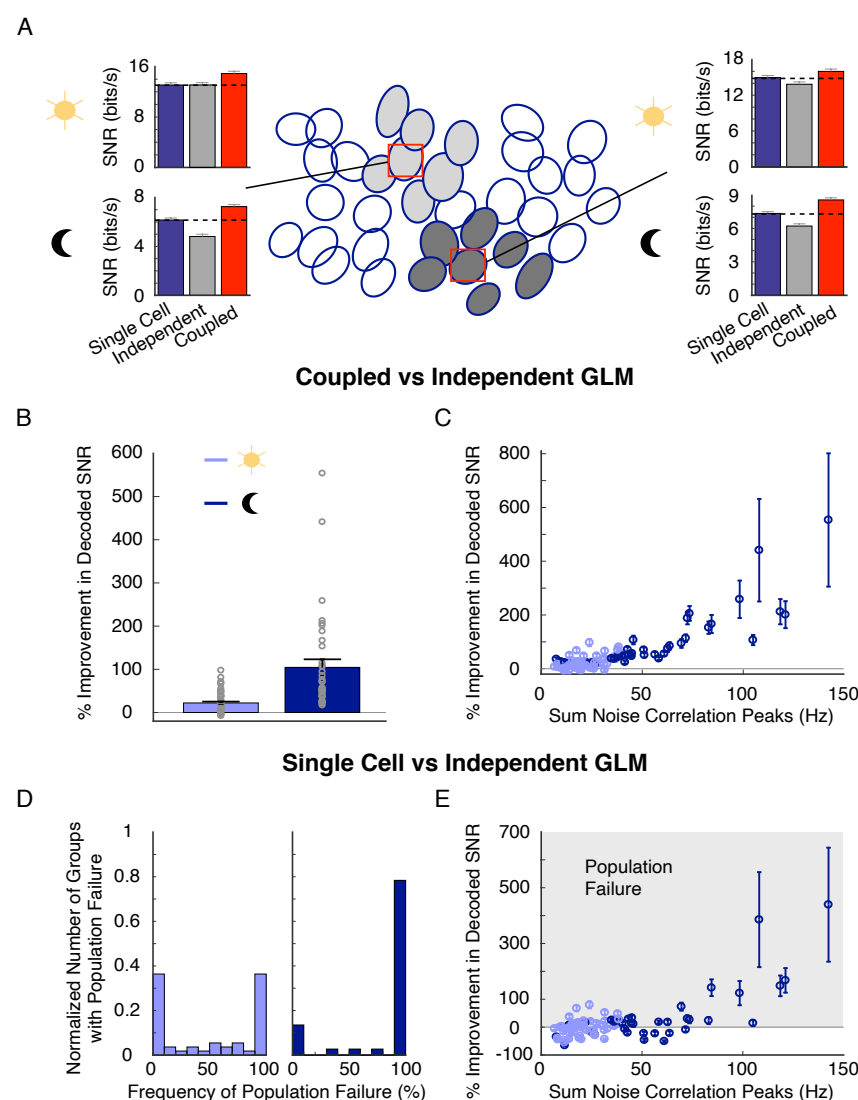 A
SNR (bits/s)
16
12
8
4
0
SNR (bits/s)
8
4
0
Single Cell
Independent
Coupled
SNR (bits/s)
18
12
6
0
SNR (bits/s)
9
6
3
0
Single Cell
Independent
Coupled
Coupled vs Independent GLM
B
% Improvement in Decoded SNR
600
500
400
300
200
100
0
C
% Improvement in Decoded SNR
800
600
400
200
0
0
50
100
150
Sum Noise Correlation Peaks (Hz)
Single Cell vs Independent GLM
D
Normalized Number of Groups
with Population Failure
1
0.8
0.6
0.4
0.2
0
0
50
100
0
50
100
Frequency of Population Failure (%)
E
% Improvement in Decoded SNR
700
500
300
100
0
-100
Population
Failure
0
50
100
150
Sum Noise Correlation Peaks (Hz)